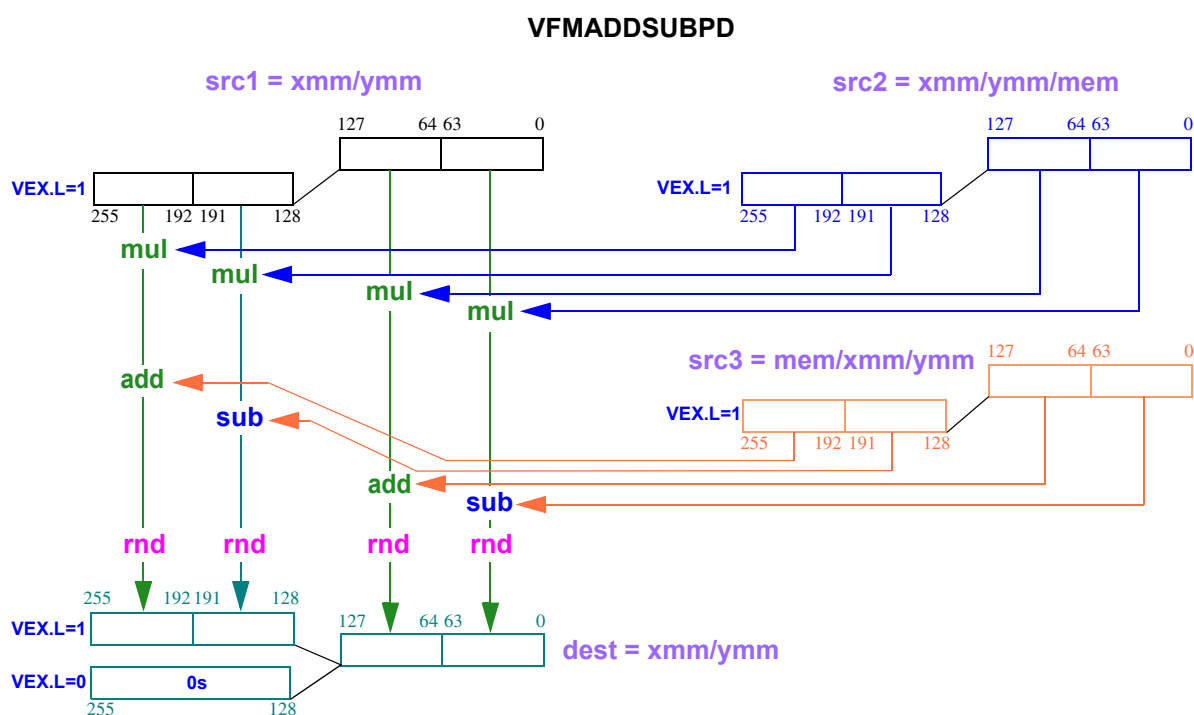 VFMADDSUBPD
src1 = xmm/ymm
src2 = xmm/ymm/mem
127 64 63 0
127 64 63 0
VEX.L=1
VEX.L=1
255 192 191 128
255 192 191 128
mul
mul
mul
mul
src3 = mem/xmm/ymm
127 64 63 0
add
sub
VEX.L=1
255 192 191 128
add
sub
rnd rnd rnd rnd
255 192 191 128
127 64 63 0
VEX.L=1
dest = xmm/ymm
VEX.L=0
0s
255 128